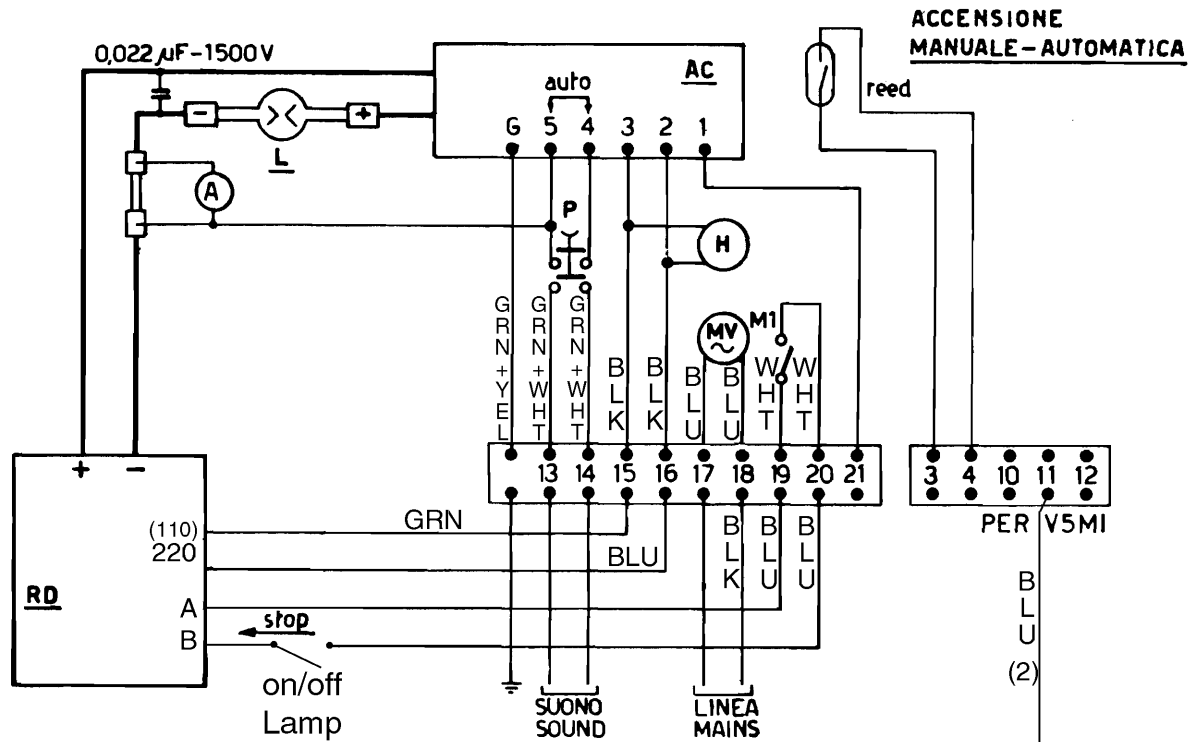 ACCENSIONE
MANUALE-AUTOMATICA
0,022 µF-1500V
AC
auto
reed
G 5 4 3 2 1
- +
L
A
P
H
MV
M1
GRN+YEL
GRN+WHT
GRN+WHT
BLK
BLK
BLU
BLU
WHT
WHT
13 14 15 16 17 18 19 20 21
3 4 10 11 12
PER V5MI
+ -
(110)
220
GRN
BLU
BLK
BLU
BLU
BLU
(2)
RD
A
B
stop
on/off
Lamp
SUONO
SOUND
LINEA
MAINS